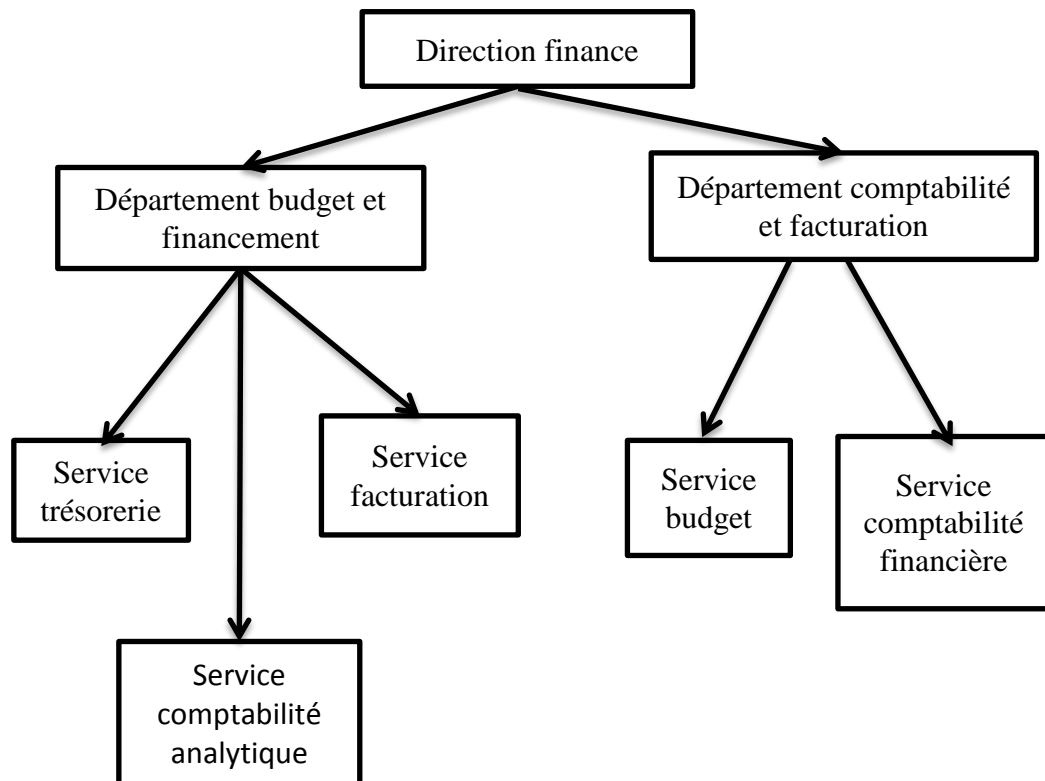 Direction finance
Département budget et
financement
Département comptabilité
et facturation
Service
trésorerie
Service
facturation
Service
budget
Service
comptabilité
financière
Service
comptabilité
analytique